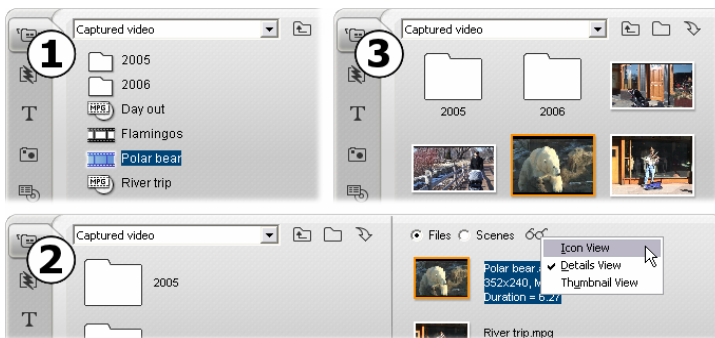 1
Captured video
2005
2006
MPG Day out
Flamingos
Polar bear
MPG River trip
T
3
Captured video
2005
2006
T
2
Captured video
2005
T
Files Scenes
Icon View
Details View
Thumbnail View
Polar bear.
352x240, M
Duration = 6.27
River trip.mpg